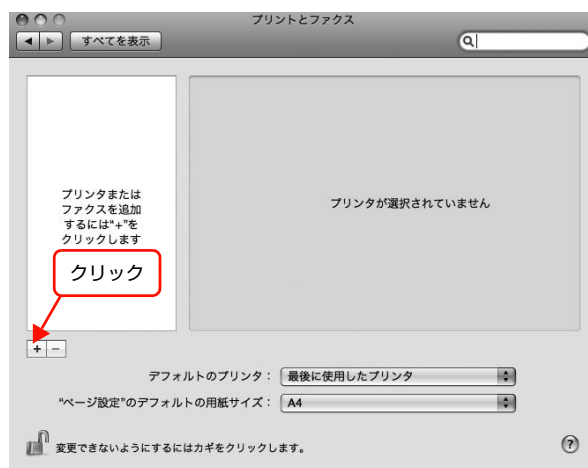 プリントとファクス
すべてを表示
プリンタまたは
ファクスを追加
するには“+”を
クリックします
プリンタが選択されていません
クリック
+ −
デフォルトのプリンタ： 最後に使用したプリンタ
“ページ設定”のデフォルトの用紙サイズ： A4
変更できないようにするにはカギをクリックします。
?